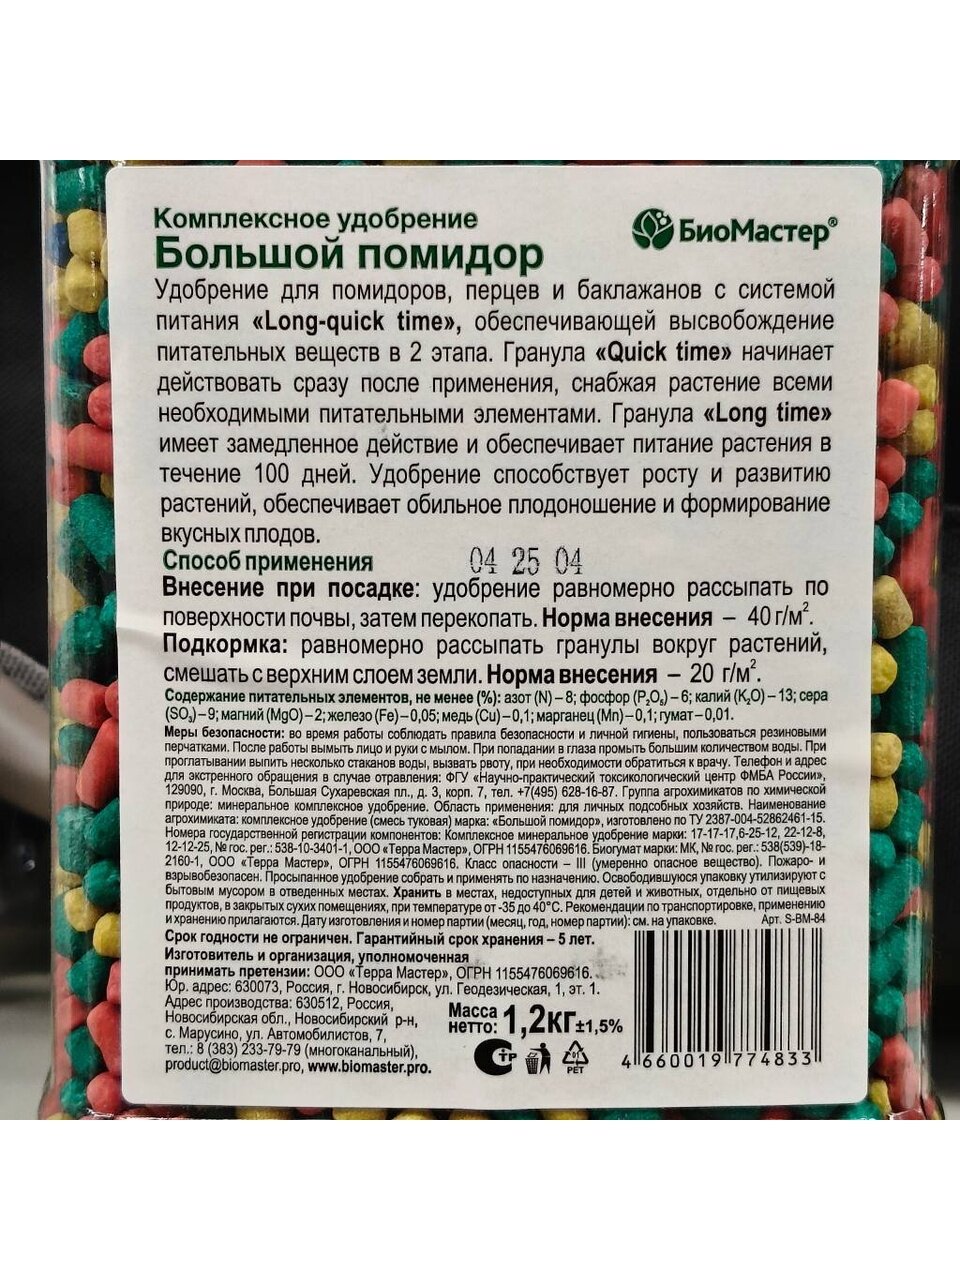 Комплексное удобрение
Большой помидор
БиоМастер®
Удобрение для помидоров, перцев и баклажанов с системой
питания «Long-quick time», обеспечивающей высвобождение
питательных веществ в 2 этапа. Гранула «Quick time» начинает
действовать сразу после применения, снабжая растение всеми
необходимыми питательными элементами. Гранула «Long time»
имеет замедленное действие и обеспечивает питание растения в
течение 100 дней. Удобрение способствует росту и развитию
растений, обеспечивает обильное плодоношение и формирование
вкусных плодов.
Способ применения 04 25 04
Внесение при посадке: удобрение равномерно рассыпать по
поверхности почвы, затем перекопать. Норма внесения – 40 г/м².
Подкормка: равномерно рассыпать гранулы вокруг растений,
смешать с верхним слоем земли. Норма внесения – 20 г/м².
Содержание питательных элементов, не менее (%): азот (N) – 8; фосфор (P₂O₅) – 6; калий (K₂O) – 13; сера
(SO₃) – 9; магний (MgO) – 2; железо (Fe) – 0,05; медь (Cu) – 0,1; марганец (Mn) – 0,1; гумат – 0,01.
Меры безопасности: во время работы соблюдать правила безопасности и личной гигиены, пользоваться резиновыми
перчатками. После работы вымыть лицо и руки с мылом. При попадании в глаза промыть большим количеством воды. При
проглатывании выпить несколько стаканов воды, вызвать рвоту, при необходимости обратиться к врачу. Телефон и адрес
для экстренного обращения в случае отравления: ФГУ «Научно-практический токсикологический центр ФМБА России»,
129090, г. Москва, Большая Сухаревская пл., д. 3, корп. 7, тел. +7(495) 628-16-87. Группа агрохимикатов по химической
природе: минеральное комплексное удобрение. Область применения: для личных подсобных хозяйств. Наименование
агрохимиката: комплексное удобрение (смесь туковая) марка: «Большой помидор», изготовлено по ТУ 2387-004-52862461-15.
Номера государственной регистрации компонентов: Комплексное минеральное удобрение марки: 17-17-17,6-25-12, 22-12-8,
12-12-25, № гос. рег.: 538-10-3401-1, ООО «Терра Мастер», ОГРН 1155476069616. Биогумат марки: МК, № гос. рег.: 538(539)-18-
2160-1, ООО «Терра Мастер», ОГРН 1155476069616. Класс опасности – III (умеренно опасное вещество). Пожаро- и
взрывобезопасен. Просыпанное удобрение собрать и применять по назначению. Освободившуюся упаковку утилизируют с
бытовым мусором в отведенных местах. Хранить в местах, недоступных для детей и животных, отдельно от пищевых
продуктов, в закрытых сухих помещениях, при температуре от -35 до 40°С. Рекомендации по транспортировке, применению
и хранению прилагаются. Дату изготовления и номер партии (месяц, год, номер партии): см. на упаковке. Арт. S-BM-84
Срок годности не ограничен. Гарантийный срок хранения – 5 лет.
Изготовитель и организация, уполномоченная
принимать претензии: ООО «Терра Мастер», ОГРН 1155476069616.
Юр. адрес: 630073, Россия, г. Новосибирск, ул. Геодезическая, 1, эт. 1.
Адрес производства: 630512, Россия,
Новосибирская обл., Новосибирский р-н,
с. Марусино, ул. Автомобилистов, 7,
тел.: 8 (383) 233-79-79 (многоканальный),
product@biomaster.pro, www.biomaster.pro.
Масса
нетто: 1,2кг±1,5%
СТР
01
PET
4 660019 774833